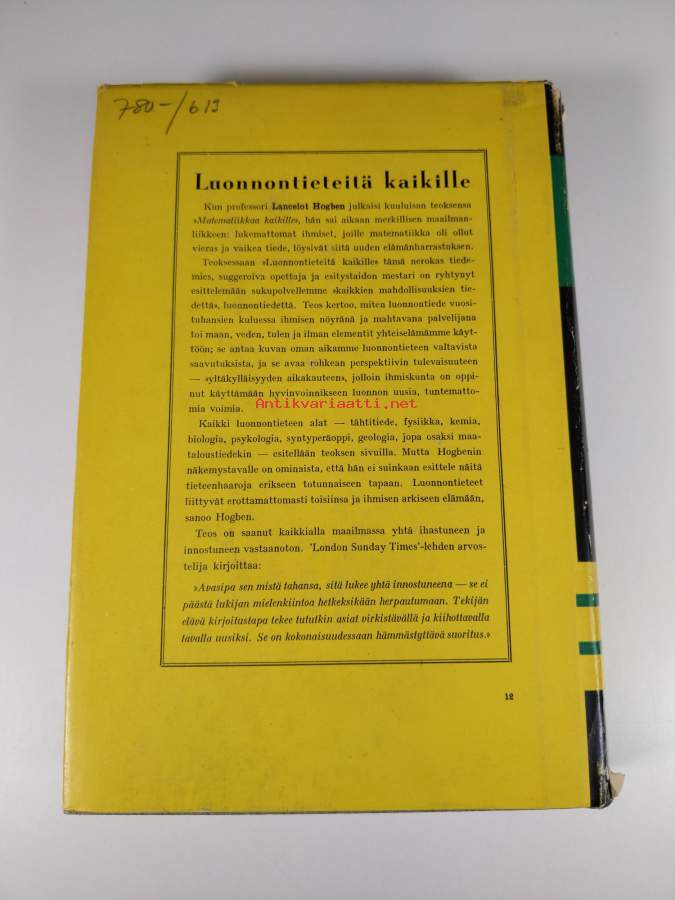 780-/619
Luonnontieteitä kaikille
Kun professori Lancelot Hogben julkaisi kuuluisan teoksensa
»Matematiikkaa kaikille», hän sai aikaan merkillisen maailman-
liikkeen: lukemattomat ihmiset, joille matematiikka oli ollut
vieras ja vaikea tiede, löysivät siitä uuden elämänharrastuksen.
Teoksessaan »Luonnontieteitä kaikille» tämä nerokas tiede-
mies, suggeroiva opettaja ja esitystaidon mestari on ryhtynyt
esittelemään sukupolvellemme »kaikkien mahdollisuuksien tie-
dettä», luonnontiedettä. Teos kertoo, miten luonnontiede vuosi-
tuhansien kuluessa ihmisen nöyränä ja mahtavana palvelijana
toi maan, veden, tulen ja ilman elementit yhteiselämämme käyt-
töön; se antaa kuvan oman aikamme luonnontieteen valtavista
saavutuksista, ja se avaa rohkean perspektiivin tulevaisuuteen
— »yltäkylläisyyden aikakauteen», jolloin ihmiskunta on oppi-
nut käyttämään hyvinvoinnikseen luonnon uusia, tuntematto-
mia voimia.
Antikvariaatti.net
Kaikki luonnontieteen alat — tähtitiede, fysiikka, kemia,
biologia, psykologia, syntyperäoppi, geologia, jopa osaksi maa-
taloustiedekin — esitellään teoksen sivuilla. Mutta Hogbenin
näkemystavalle on ominaista, että hän ei suinkaan esittele näitä
tieteenhaaroja erikseen totunnaiseen tapaan. Luonnontieteet
liittyvät erottamattomasti toisiinsa ja ihmisen arkiseen elämään,
sanoo Hogben.
Teos on saanut kaikkialla maailmassa yhtä ihastuneen ja
innostuneen vastaanoton. 'London Sunday Times'-lehden arvos-
telija kirjoittaa:
»Avasipa sen mistä tahansa, sitä lukee yhtä innostuneena — se ei
päästä lukijan mielenkiintoa hetkeksikään herpautumaan. Tekijän
elävä kirjoitustapa tekee tututkin asiat virkistävällä ja kiihottavalla
tavalla uusiksi. Se on kokonaisuudessaan hämmästyttävä suoritus.»
12